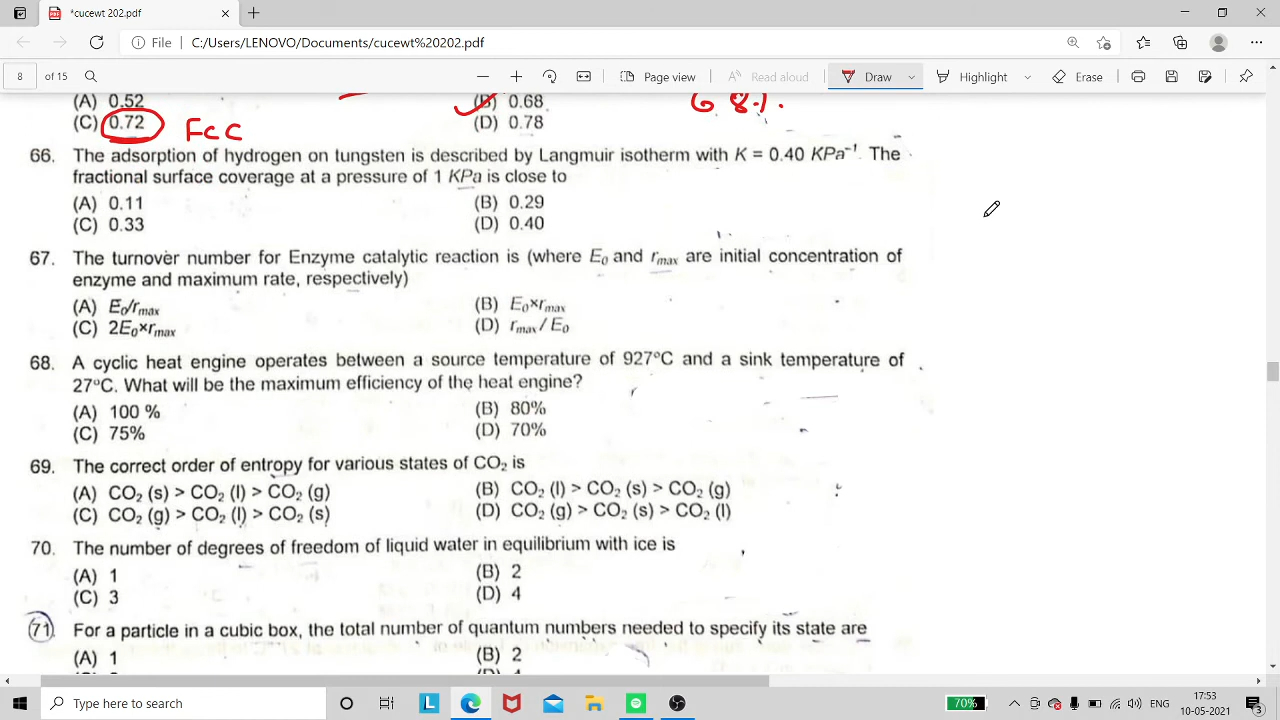 *cucewt 202.pdf
File
C:/Users/LENOVO/Documents/cucewt%20202.pdf
8 of 15
Page view
Read aloud
Draw
Highlight
Erase
(A) 0.52
(B) 0.68
68%.
(C) 0.72
Fcc
(D) 0.78
66. The adsorption of hydrogen on tungsten is described by Langmuir isotherm with K = 0.40 KPa⁻¹. The
fractional surface coverage at a pressure of 1 KPa is close to
(A) 0.11
(B) 0.29
(C) 0.33
(D) 0.40
67. The turnover number for Enzyme catalytic reaction is (where E₀ and rmax are initial concentration of
enzyme and maximum rate, respectively)
(A) E₀/rmax
(B) E₀×rmax
(C) 2E₀×rmax
(D) rmax / E₀
68. A cyclic heat engine operates between a source temperature of 927°C and a sink temperature of
27°C. What will be the maximum efficiency of the heat engine?
(A) 100 %
(B) 80%
(C) 75%
(D) 70%
69. The correct order of entropy for various states of CO₂ is
(A) CO₂ (s) > CO₂ (l) > CO₂ (g)
(B) CO₂ (l) > CO₂ (s) > CO₂ (g)
(C) CO₂ (g) > CO₂ (l) > CO₂ (s)
(D) CO₂ (g) > CO₂ (s) > CO₂ (l)
70. The number of degrees of freedom of liquid water in equilibrium with ice is
(A) 1
(B) 2
(C) 3
(D) 4
71. For a particle in a cubic box, the total number of quantum numbers needed to specify its state are
(A) 1
(B) 2
Type here to search
70%
ENG
17:53
10-05-2021